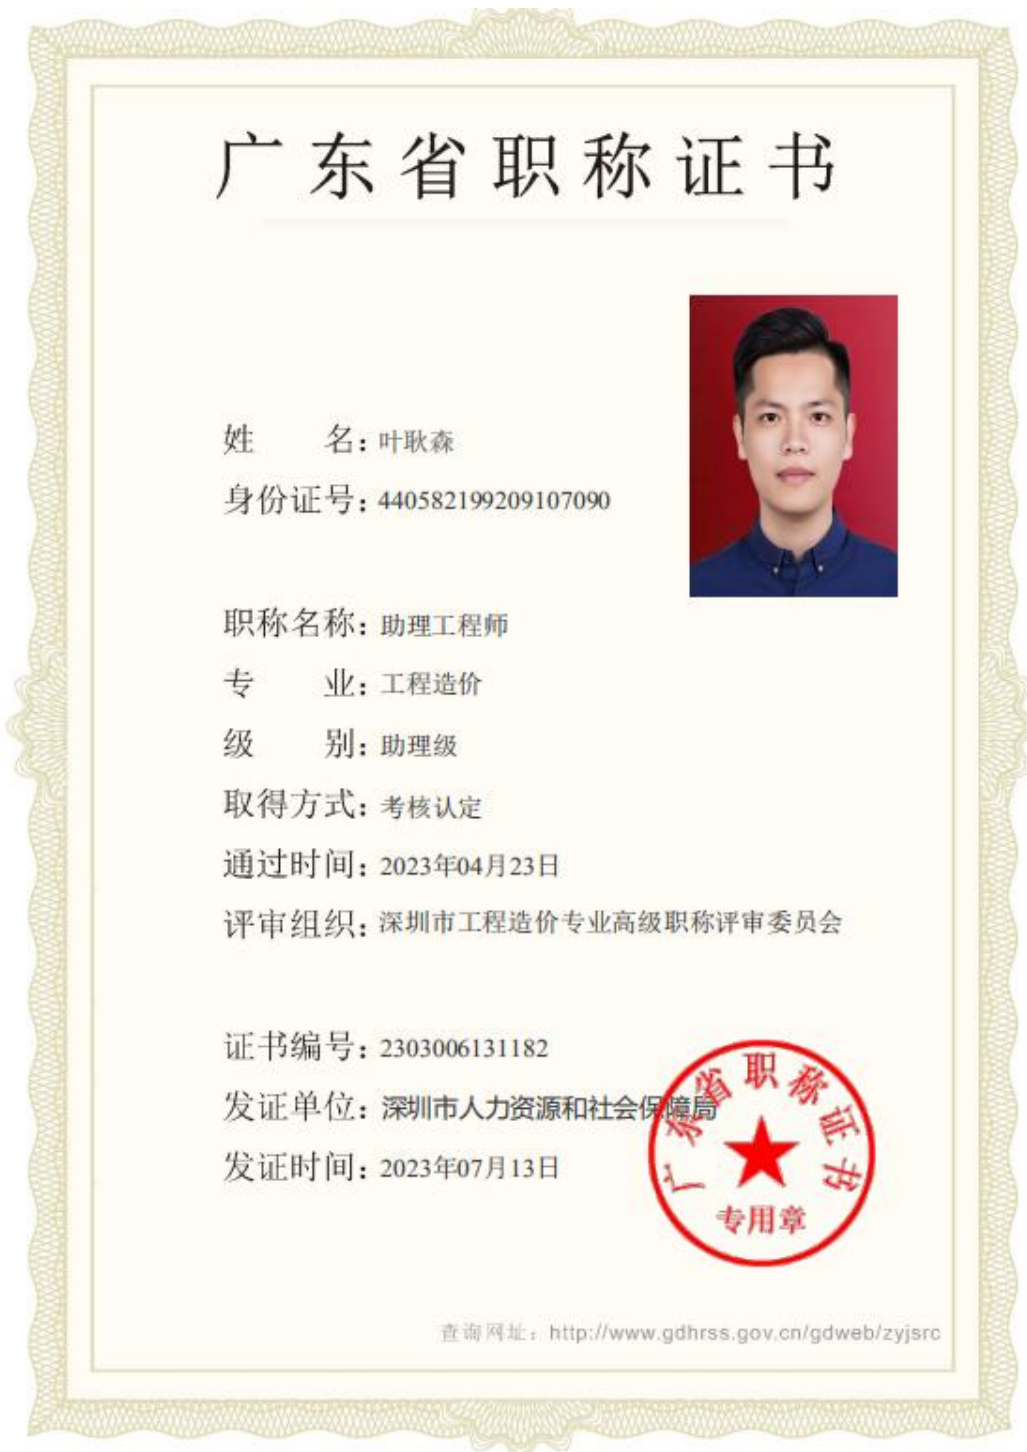 广东省职称证书
姓名：叶耿森
身份证号：440582199209107090
职称名称：助理工程师
专业：工程造价
级别：助理级
取得方式：考核认定
通过时间：2023年04月23日
评审组织：深圳市工程造价专业高级职称评审委员会
证书编号：2303006131182
发证单位：深圳市人力资源和社会保障局
发证时间：2023年07月13日
广东省职称证书
专用章
查询网址：http://www.gdhrss.gov.cn/gdweb/zyjsrc